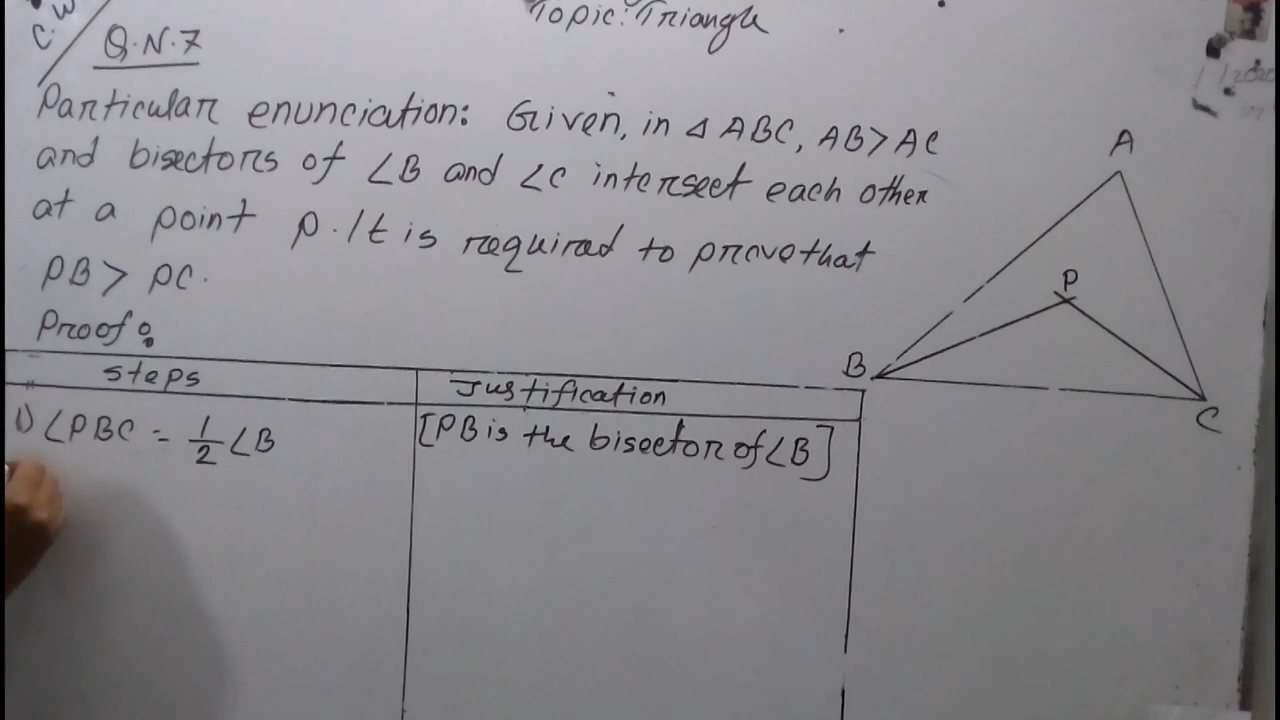 Topic: Triangle
C.W
Q.N.7
Particular enunciation: Given, in △ABC, AB>AC
and bisectors of ∠B and ∠C intersect each other
at a point P. It is required to prove that
PB > PC.
Proof:
steps Justification
1) ∠PBC = 1/2 ∠B [PB is the bisector of ∠B]
A
P
B
C